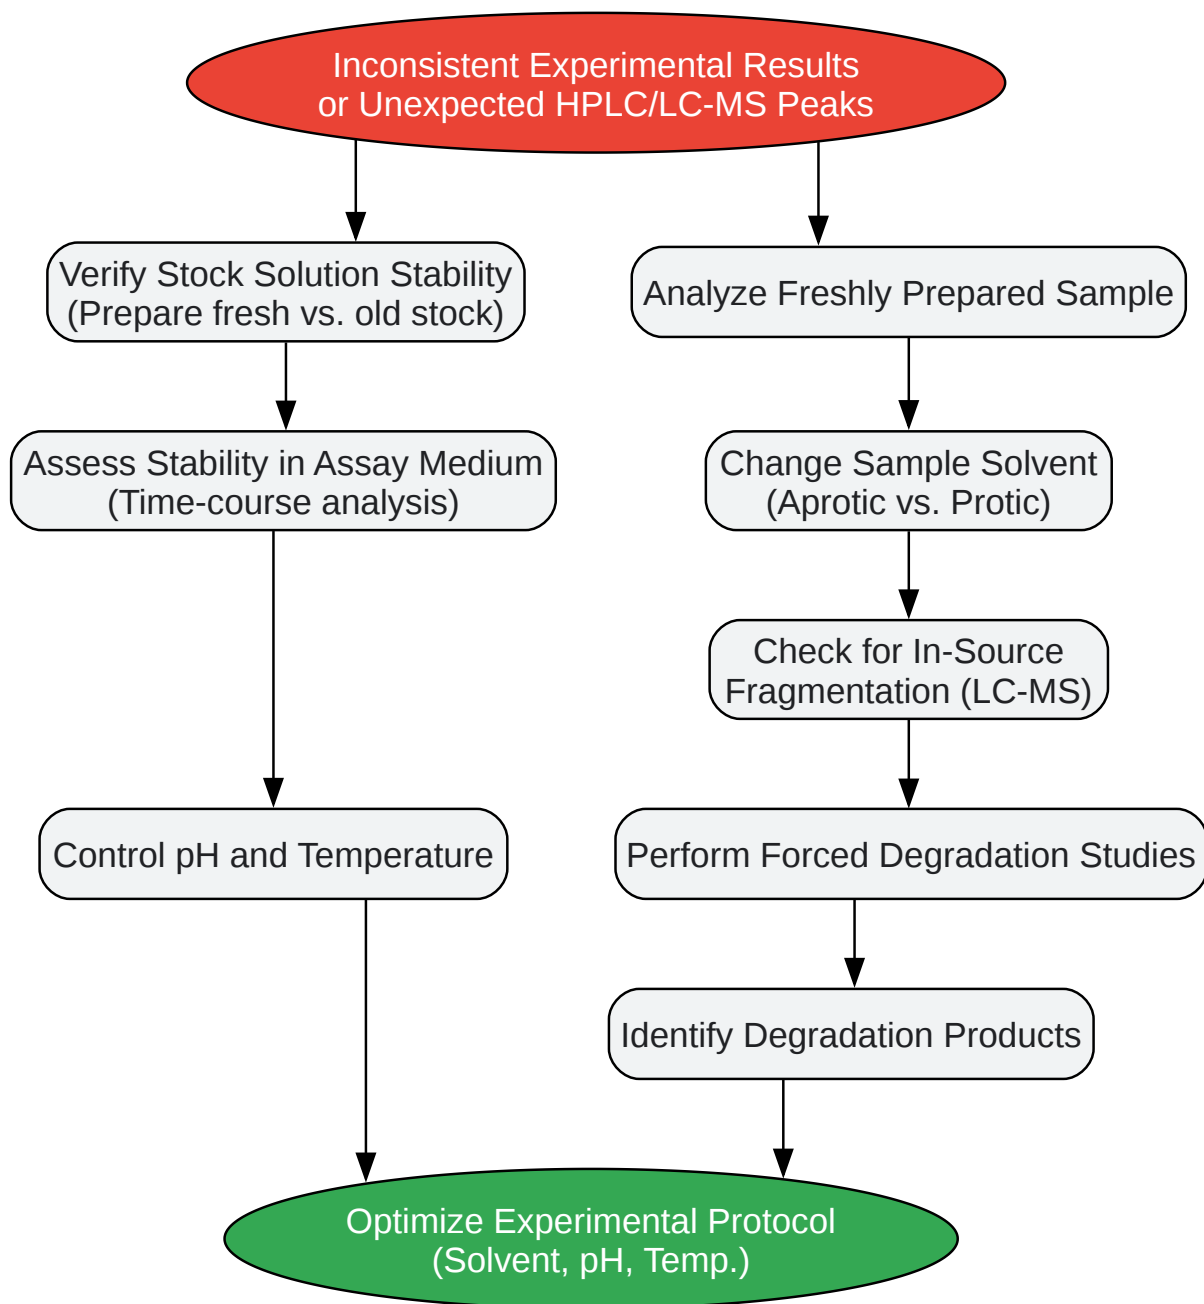 Inconsistent Experimental Results
or Unexpected HPLC/LC-MS Peaks
Verify Stock Solution Stability
(Prepare fresh vs. old stock)
Analyze Freshly Prepared Sample
Assess Stability in Assay Medium
(Time-course analysis)
Change Sample Solvent
(Aprotic vs. Protic)
Check for In-Source
Fragmentation (LC-MS)
Control pH and Temperature
Perform Forced Degradation Studies
Identify Degradation Products
Optimize Experimental Protocol
(Solvent, pH, Temp.)